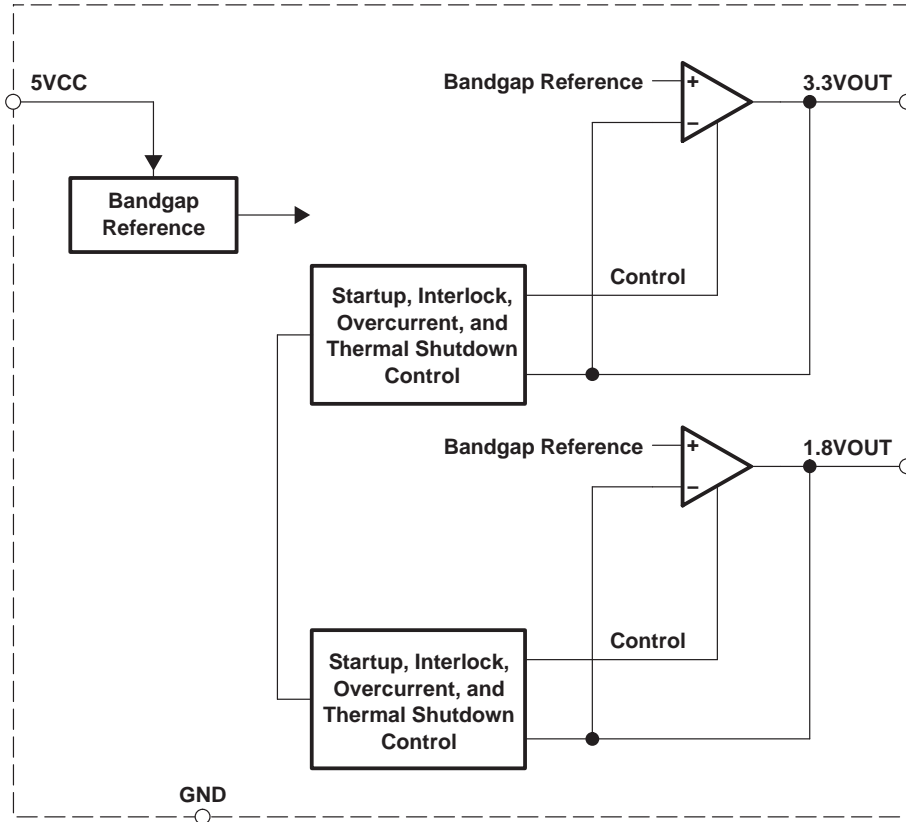 5VCC
Bandgap Reference
+
−
3.3VOUT
Bandgap
Reference
Control
Startup, Interlock,
Overcurrent, and
Thermal Shutdown
Control
Bandgap Reference
+
−
1.8VOUT
Control
Startup, Interlock,
Overcurrent, and
Thermal Shutdown
Control
GND